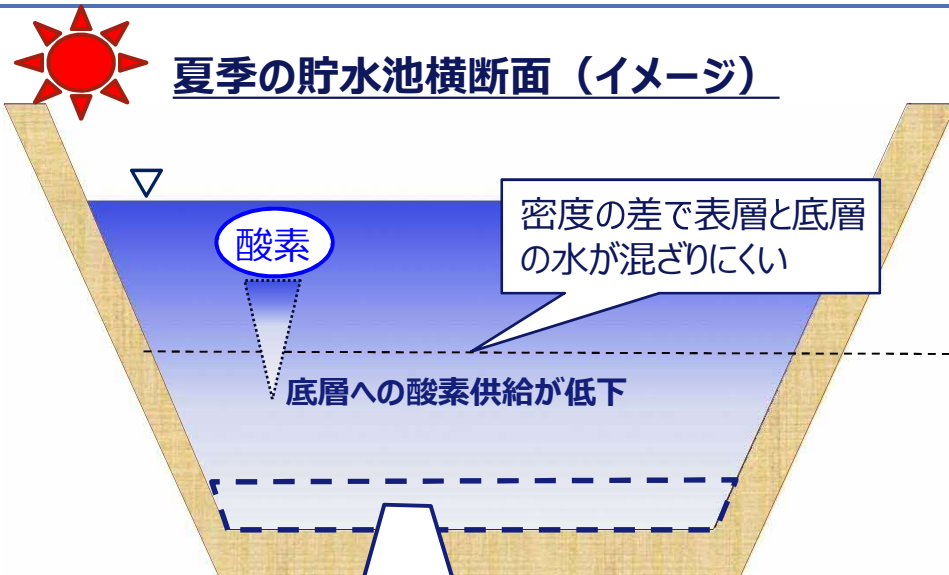 夏季の貯水池横断面（イメージ）
酸素
密度の差で表層と底層
の水が混ざりにくい
底層への酸素供給が低下